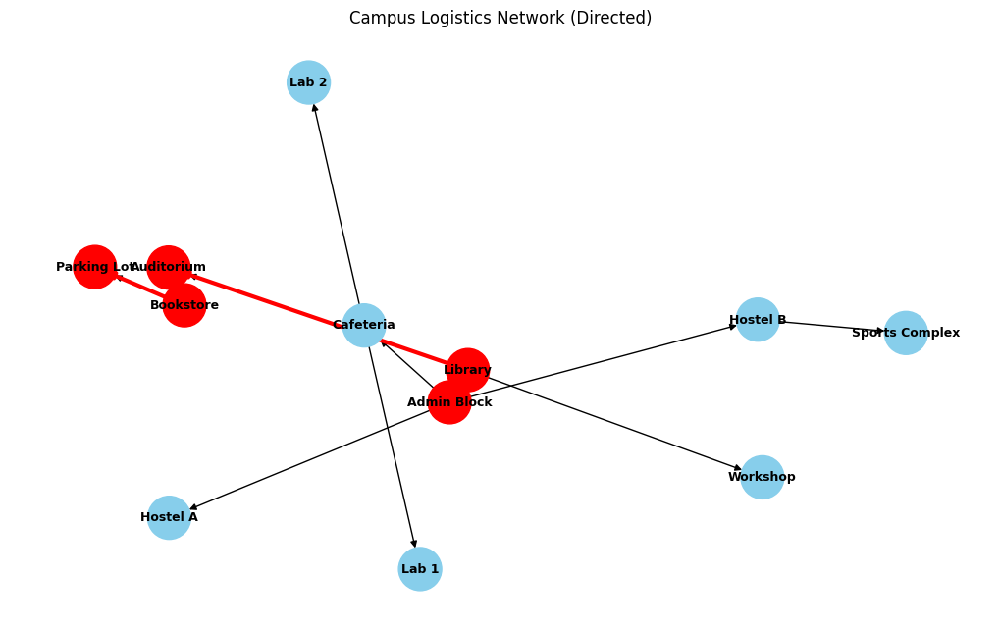 Campus Logistics Network (Directed)
Lab 2
Parking Lot
Auditorium
Bookstore
Cafeteria
Hostel B
Sports Complex
Library
Admin Block
Workshop
Hostel A
Lab 1